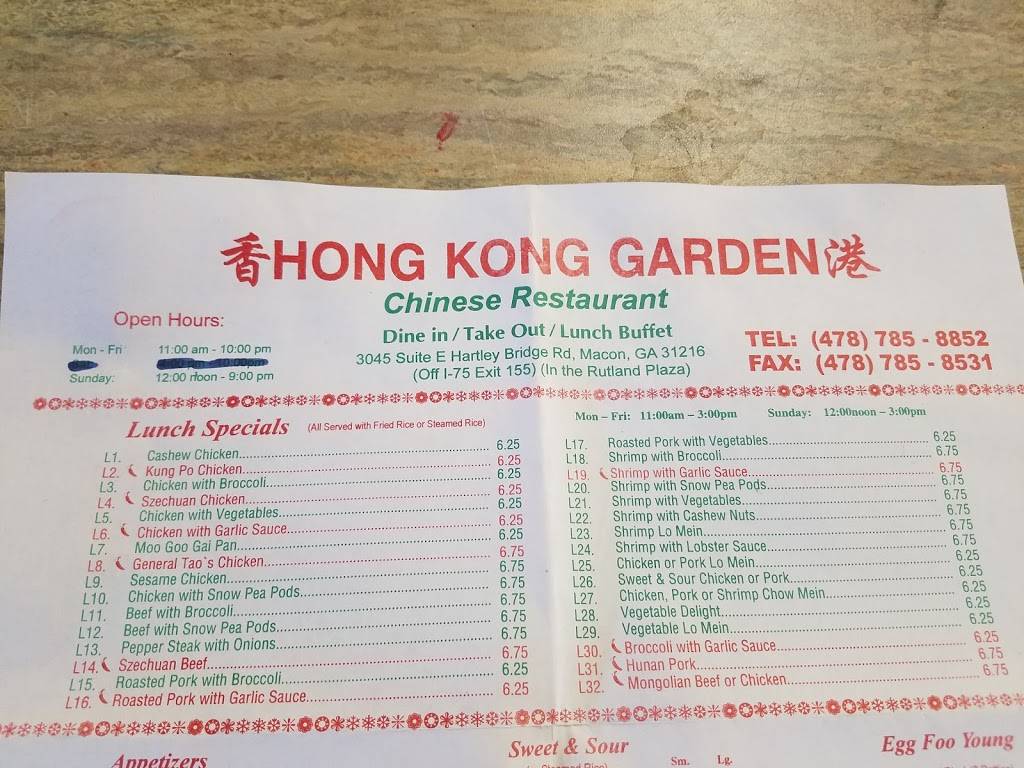 香HONG KONG GARDEN港
Chinese Restaurant
Dine in / Take Out / Lunch Buffet
3045 Suite E Hartley Bridge Rd, Macon, GA 31216
(Off I-75 Exit 155) (In the Rutland Plaza)
Open Hours:
Mon - Fri 11:00 am - 10:00 pm
Sunday: 12:00 noon - 9:00 pm
TEL: (478) 785 - 8852
FAX: (478) 785 - 8531
Lunch Specials (All Served with Fried Rice or Steamed Rice)
Mon – Fri: 11:00am – 3:00pm Sunday: 12:00noon – 3:00pm
L1. Cashew Chicken 6.25
L2. Kung Po Chicken 6.25
L3. Chicken with Broccoli 6.25
L4. Szechuan Chicken 6.25
L5. Chicken with Vegetables 6.25
L6. Chicken with Garlic Sauce 6.25
L7. Moo Goo Gai Pan 6.25
L8. General Tao`s Chicken 6.75
L9. Sesame Chicken 6.75
L10. Chicken with Snow Pea Pods 6.75
L11. Beef with Broccoli 6.75
L12. Beef with Snow Pea Pods 6.75
L13. Pepper Steak with Onions 6.75
L14. Szechuan Beef 6.75
L15. Roasted Pork with Broccoli 6.25
L16. Roasted Pork with Garlic Sauce 6.25
L17. Roasted Pork with Vegetables 6.25
L18. Shrimp with Broccoli 6.75
L19. Shrimp with Garlic Sauce 6.75
L20. Shrimp with Snow Pea Pods 6.75
L21. Shrimp with Vegetables 6.75
L22. Shrimp with Cashew Nuts 6.75
L23. Shrimp Lo Mein 6.75
L24. Shrimp with Lobster Sauce 6.75
L25. Chicken or Pork Lo Mein 6.25
L26. Sweet & Sour Chicken or Pork 6.25
L27. Chicken, Pork or Shrimp Chow Mein 6.25
L28. Vegetable Delight 6.25
L29. Vegetable Lo Mein 6.25
L30. Broccoli with Garlic Sauce 6.25
L31. Hunan Pork 6.75
L32. Mongolian Beef or Chicken 6.75
Appetizers
Sweet & Sour
Sm. Lg.
Egg Foo Young